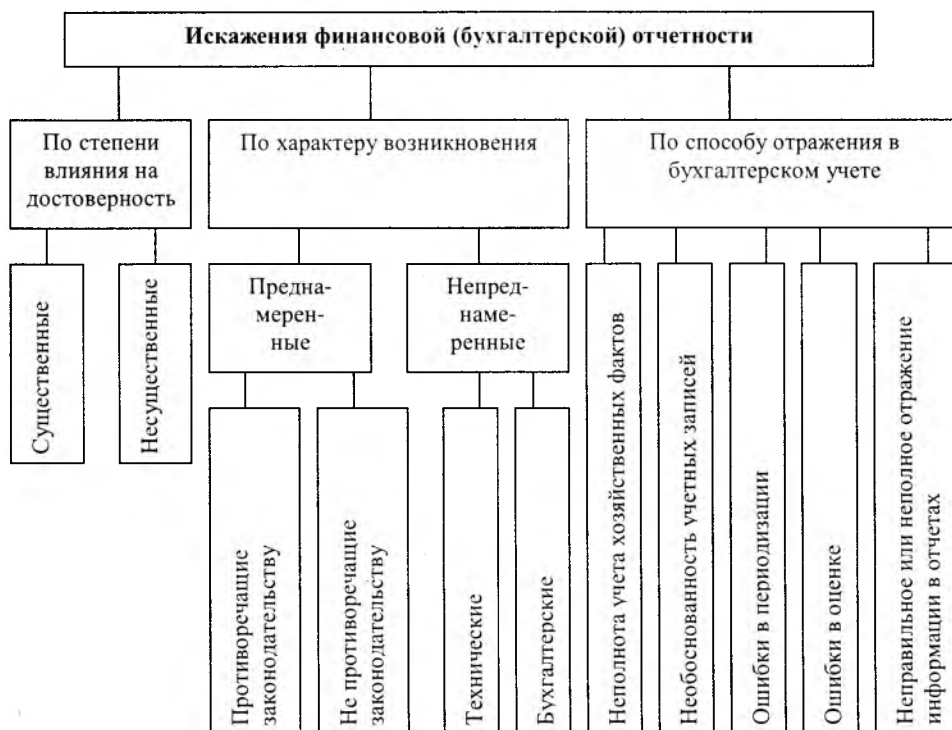 Искажения финансовой (бухгалтерской) отчетности
По степени
влияния на
достоверность
По характеру возникновения
По способу отражения в
бухгалтерском учете
Существенные
Несущественные
Предна-
мерен-
ные
Непред-
наме-
ренные
Противоречащие
законодательству
Не противоречащие
законодательству
Технические
Бухгалтерские
Неполнота учета хозяйственных фактов
Необоснованность учетных записей
Ошибки в периодизации
Ошибки в оценке
Неправильное или неполное отражение
информации в отчетах